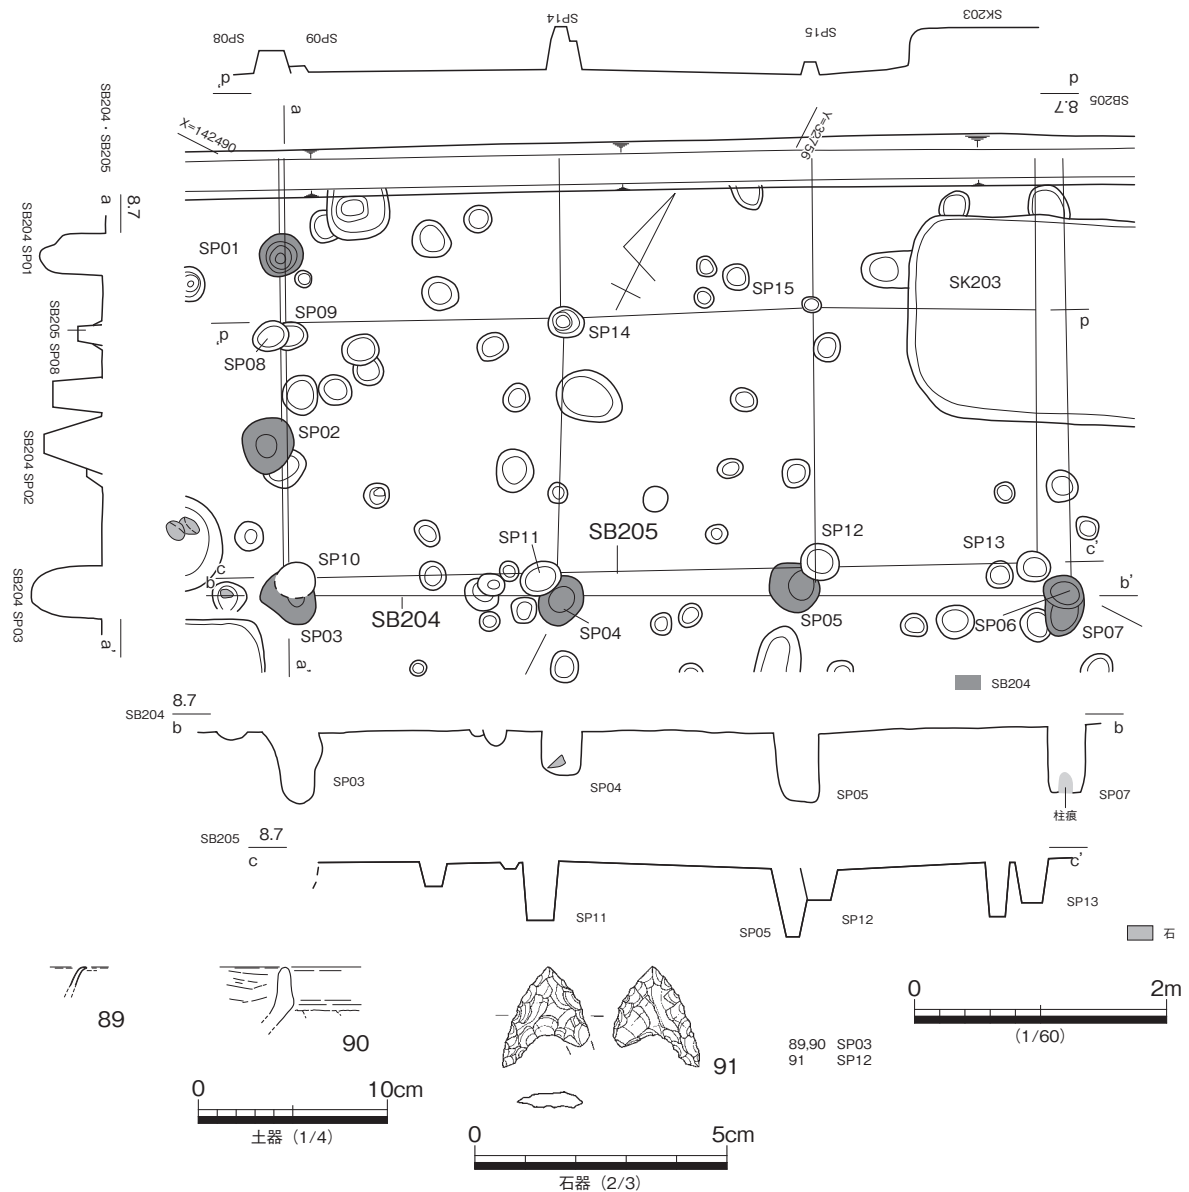 SP08
SP09
SP14
SP15
SK203
p'
p
8.7
SB205
SB204・SB205
a
8.7
a
X=142490
Y=32756
SB204 SP01
SP01
SP09
p'
SP08
SP14
SP15
SK203
p
SB205 SP08
SP02
SB204 SP02
SP11
SB205
SP12
SP10
SP13
c
c'
b
b'
SB204 SP03
SP03
SB204
SP04
SP05
SP06
SP07
a'
a'
SB204
8.7
SB204
b
b
SP03
SP04
SP05
SP07
柱痕
SB205
8.7
c
c'
SP11
SP05
SP12
SP13
石
89
90
91
89,90 SP03
91 SP12
0 2m
(1/60)
0 10cm
土器（1/4）
0 5cm
石器（2/3）